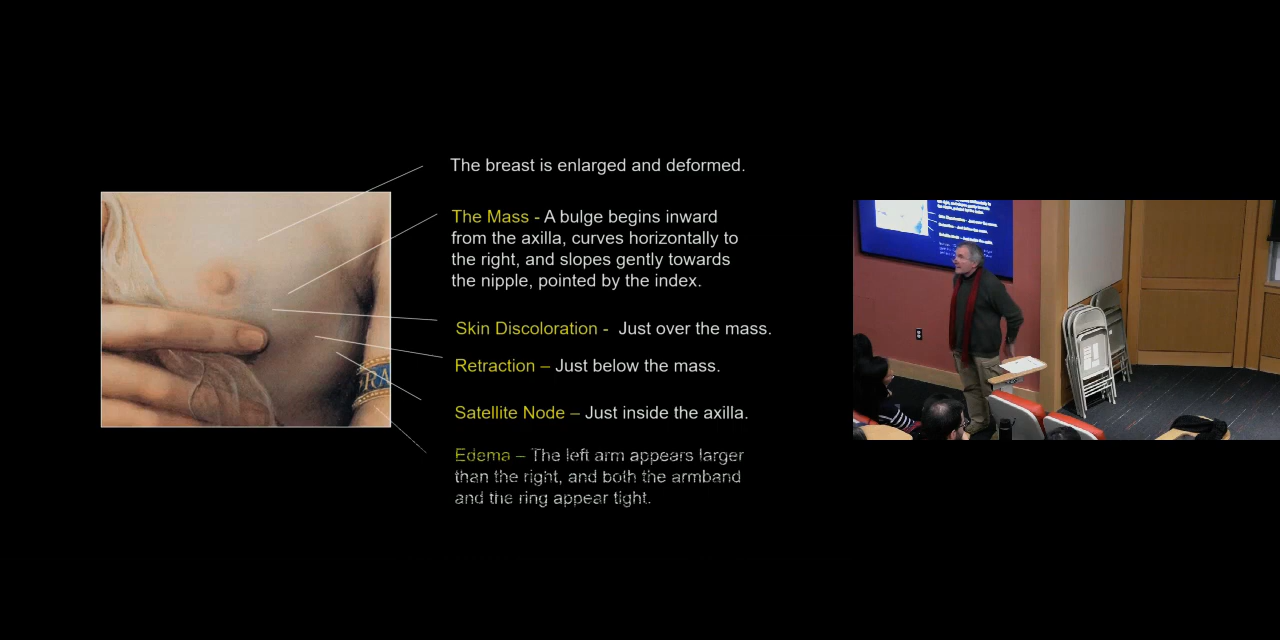 The breast is enlarged and deformed.
The Mass - A bulge begins inward
from the axilla, curves horizontally to
the right, and slopes gently towards
the nipple, pointed by the index.
Skin Discoloration - Just over the mass.
Retraction – Just below the mass.
Satellite Node – Just inside the axilla.
Edema – The left arm appears larger
than the right, and both the armband
and the ring appear tight.
RA